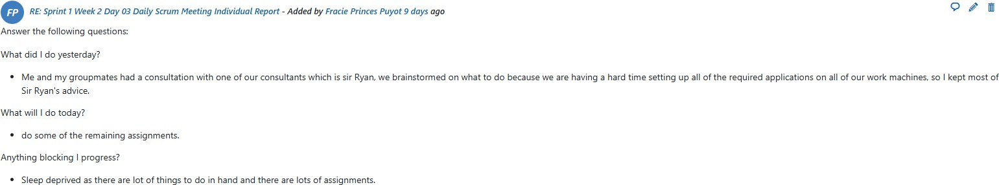 FP RE: Sprint 1 Week 2 Day 03 Daily Scrum Meeting Individual Report - Added by Fracie Princes Puyot 9 days ago
Answer the following questions:
What did I do yesterday?
• Me and my groupmates had a consultation with one of our consultants which is sir Ryan, we brainstormed on what to do because we are having a hard time setting up all of the required applications on all of our work machines, so I kept most of
Sir Ryan's advice.
What will I do today?
• do some of the remaining assignments.
Anything blocking I progress?
• Sleep deprived as there are lot of things to do in hand and there are lots of assignments.